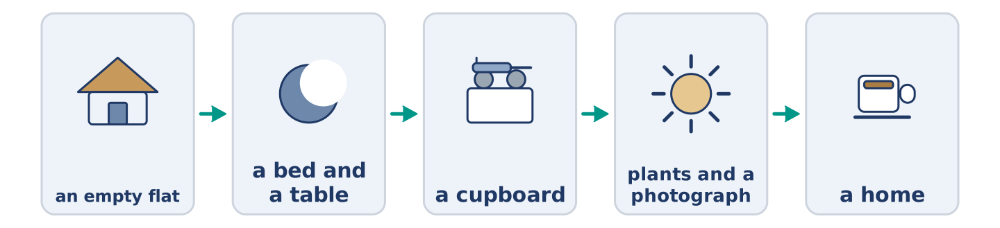 an empty flat
a bed and
a table
a cupboard
plants and a
photograph
a home